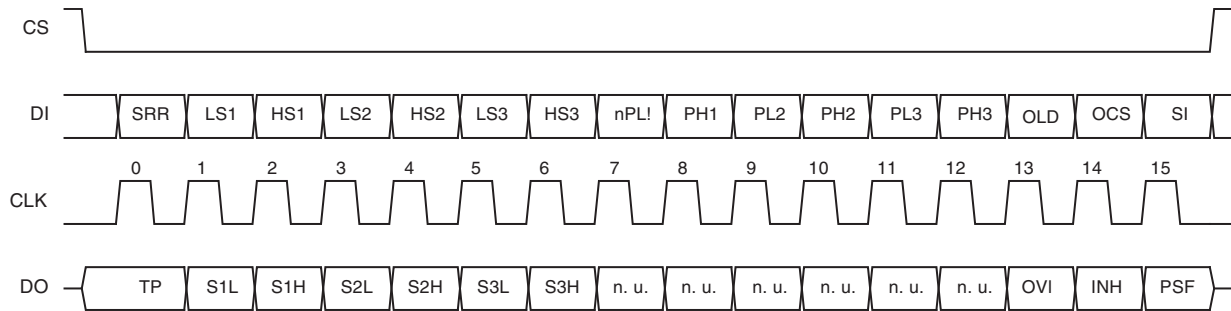 CS
DI SRR LS1 HS1 LS2 HS2 LS3 HS3 nPL! PH1 PL2 PH2 PL3 PH3 OLD OCS SI
0 1 2 3 4 5 6 7 8 9 10 11 12 13 14 15
CLK
DO TP S1L S1H S2L S2H S3L S3H n. u. n. u. n. u. n. u. n. u. n. u. OVI INH PSF